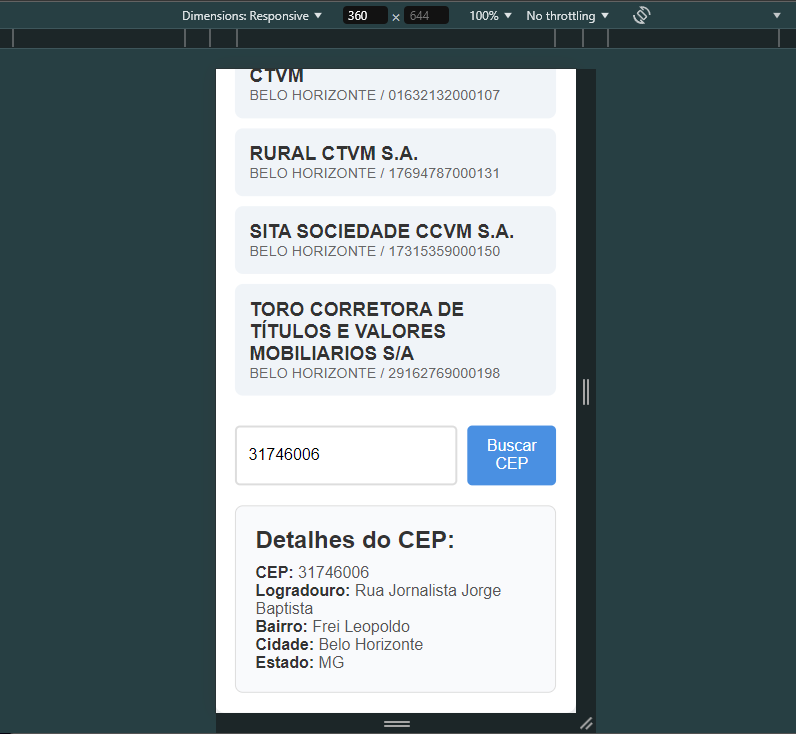 Dimensions: Responsive 360 × 644 100% No throttling
CTVM
BELO HORIZONTE / 01632132000107
RURAL CTVM S.A.
BELO HORIZONTE / 17694787000131
SITA SOCIEDADE CCVM S.A.
BELO HORIZONTE / 17315359000150
TORO CORRETORA DE
TÍTULOS E VALORES
MOBILIARIOS S/A
BELO HORIZONTE / 29162769000198
31746006
Buscar
CEP
Detalhes do CEP:
CEP: 31746006
Logradouro: Rua Jornalista Jorge
Baptista
Bairro: Frei Leopoldo
Cidade: Belo Horizonte
Estado: MG